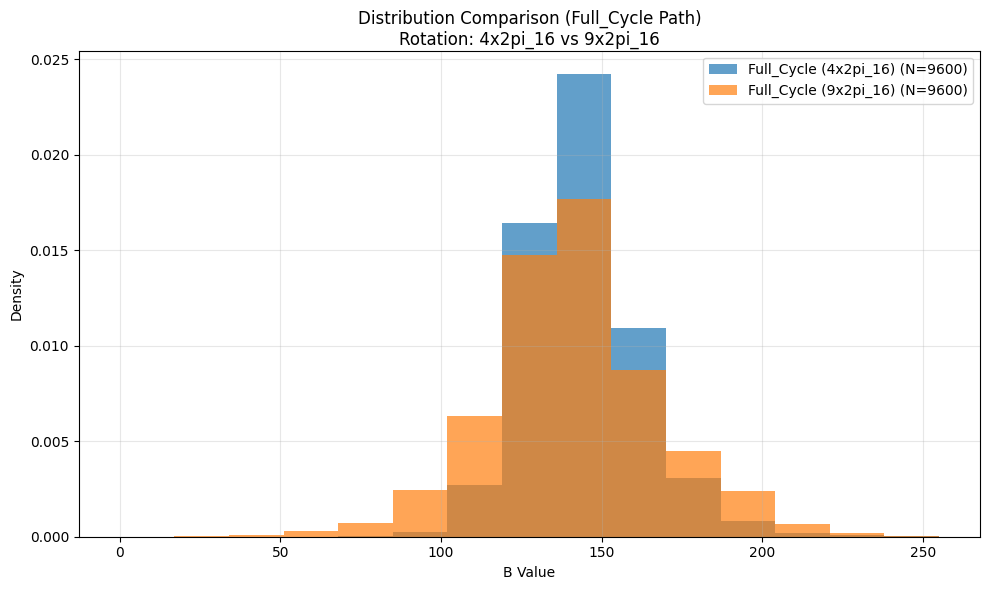 Distribution Comparison (Full_Cycle Path)
Rotation: 4x2pi_16 vs 9x2pi_16
Full_Cycle (4x2pi_16) (N=9600)
Full_Cycle (9x2pi_16) (N=9600)
0.025
0.020
0.015
0.010
0.005
0.000
Density
0 50 100 150 200 250
B Value